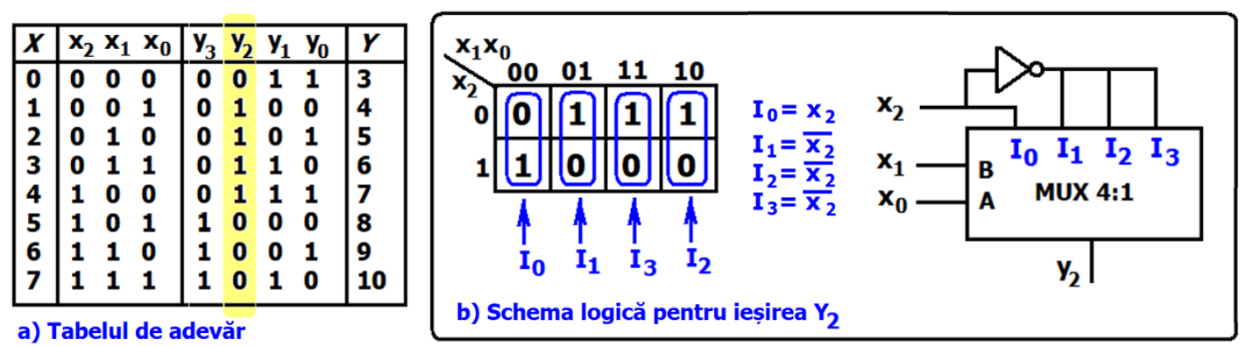 X x₂ x₁ x₀ y₃ y₂ y₁ y₀ Y
0 0 0 0 0 0 1 1 3
1 0 0 1 0 1 0 0 4
2 0 1 0 0 1 0 1 5
3 0 1 1 0 1 1 0 6
4 1 0 0 0 1 1 1 7
5 1 0 1 1 0 0 0 8
6 1 1 0 1 0 0 1 9
7 1 1 1 1 0 1 0 10
a) Tabelul de adevăr
x₁x₀
x₂
00 01 11 10
0 0 1 1 1
1 1 0 0 0
I₀ I₁ I₃ I₂
I₀= x₂
I₁= x̅₂
I₂= x̅₂
I₃= x̅₂
x₂
I₀ I₁ I₂ I₃
x₁ B
x₀ A
MUX 4:1
y₂
b) Schema logică pentru ieșirea Y₂